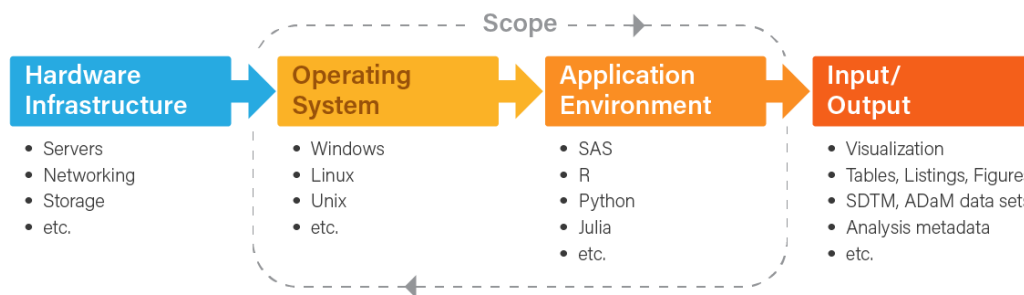 Scope
Hardware
Infrastructure
• Servers
• Networking
• Storage
• etc.
Operating
System
• Windows
• Linux
• Unix
• etc.
Application
Environment
• SAS
• R
• Python
• Julia
• etc.
Input/
Output
• Visualization
• Tables, Listings, Figure
• SDTM, ADaM data set
• Analysis metadata
• etc.